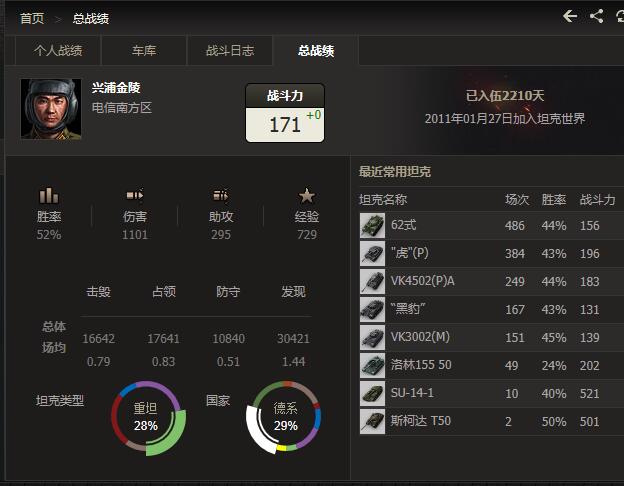 首页 > 总战绩
个人战绩 车库 战斗日志 总战绩
兴浦金陵
电信南方区
战斗力
171 +0
已入伍2210天
2011年01月27日加入坦克世界
胜率 伤害 助攻 经验
52% 1101 295 729
击毁 占领 防守 发现
总体 16642 17641 10840 30421
场均 0.79 0.83 0.51 1.44
坦克类型
重坦
28%
国家
德系
29%
最近常用坦克
坦克名称 场次 胜率 战斗力
62式 486 44% 156
"虎"(P) 384 43% 196
VK4502(P)A 249 44% 183
"黑豹" 167 43% 131
VK3002(M) 151 45% 139
洛林155 50 49 24% 202
SU-14-1 10 40% 521
斯柯达 T50 2 50% 501